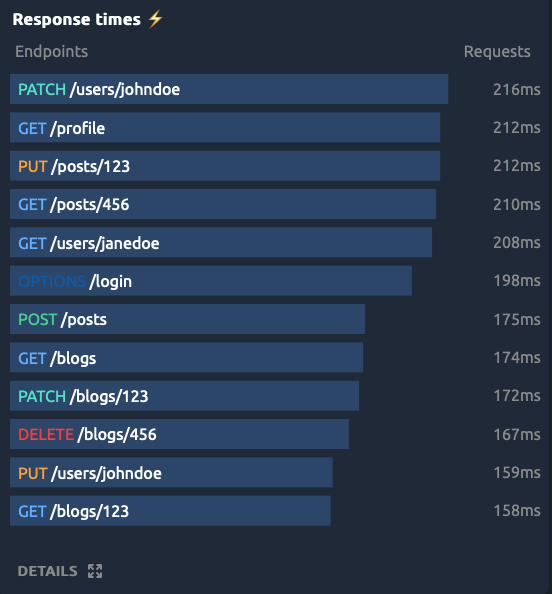 Response times ⚡
Endpoints Requests
PATCH /users/johndoe 216ms
GET /profile 212ms
PUT /posts/123 212ms
GET /posts/456 210ms
GET /users/janedoe 208ms
OPTIONS /login 198ms
POST /posts 175ms
GET /blogs 174ms
PATCH /blogs/123 172ms
DELETE /blogs/456 167ms
PUT /users/johndoe 159ms
GET /blogs/123 158ms
DETAILS